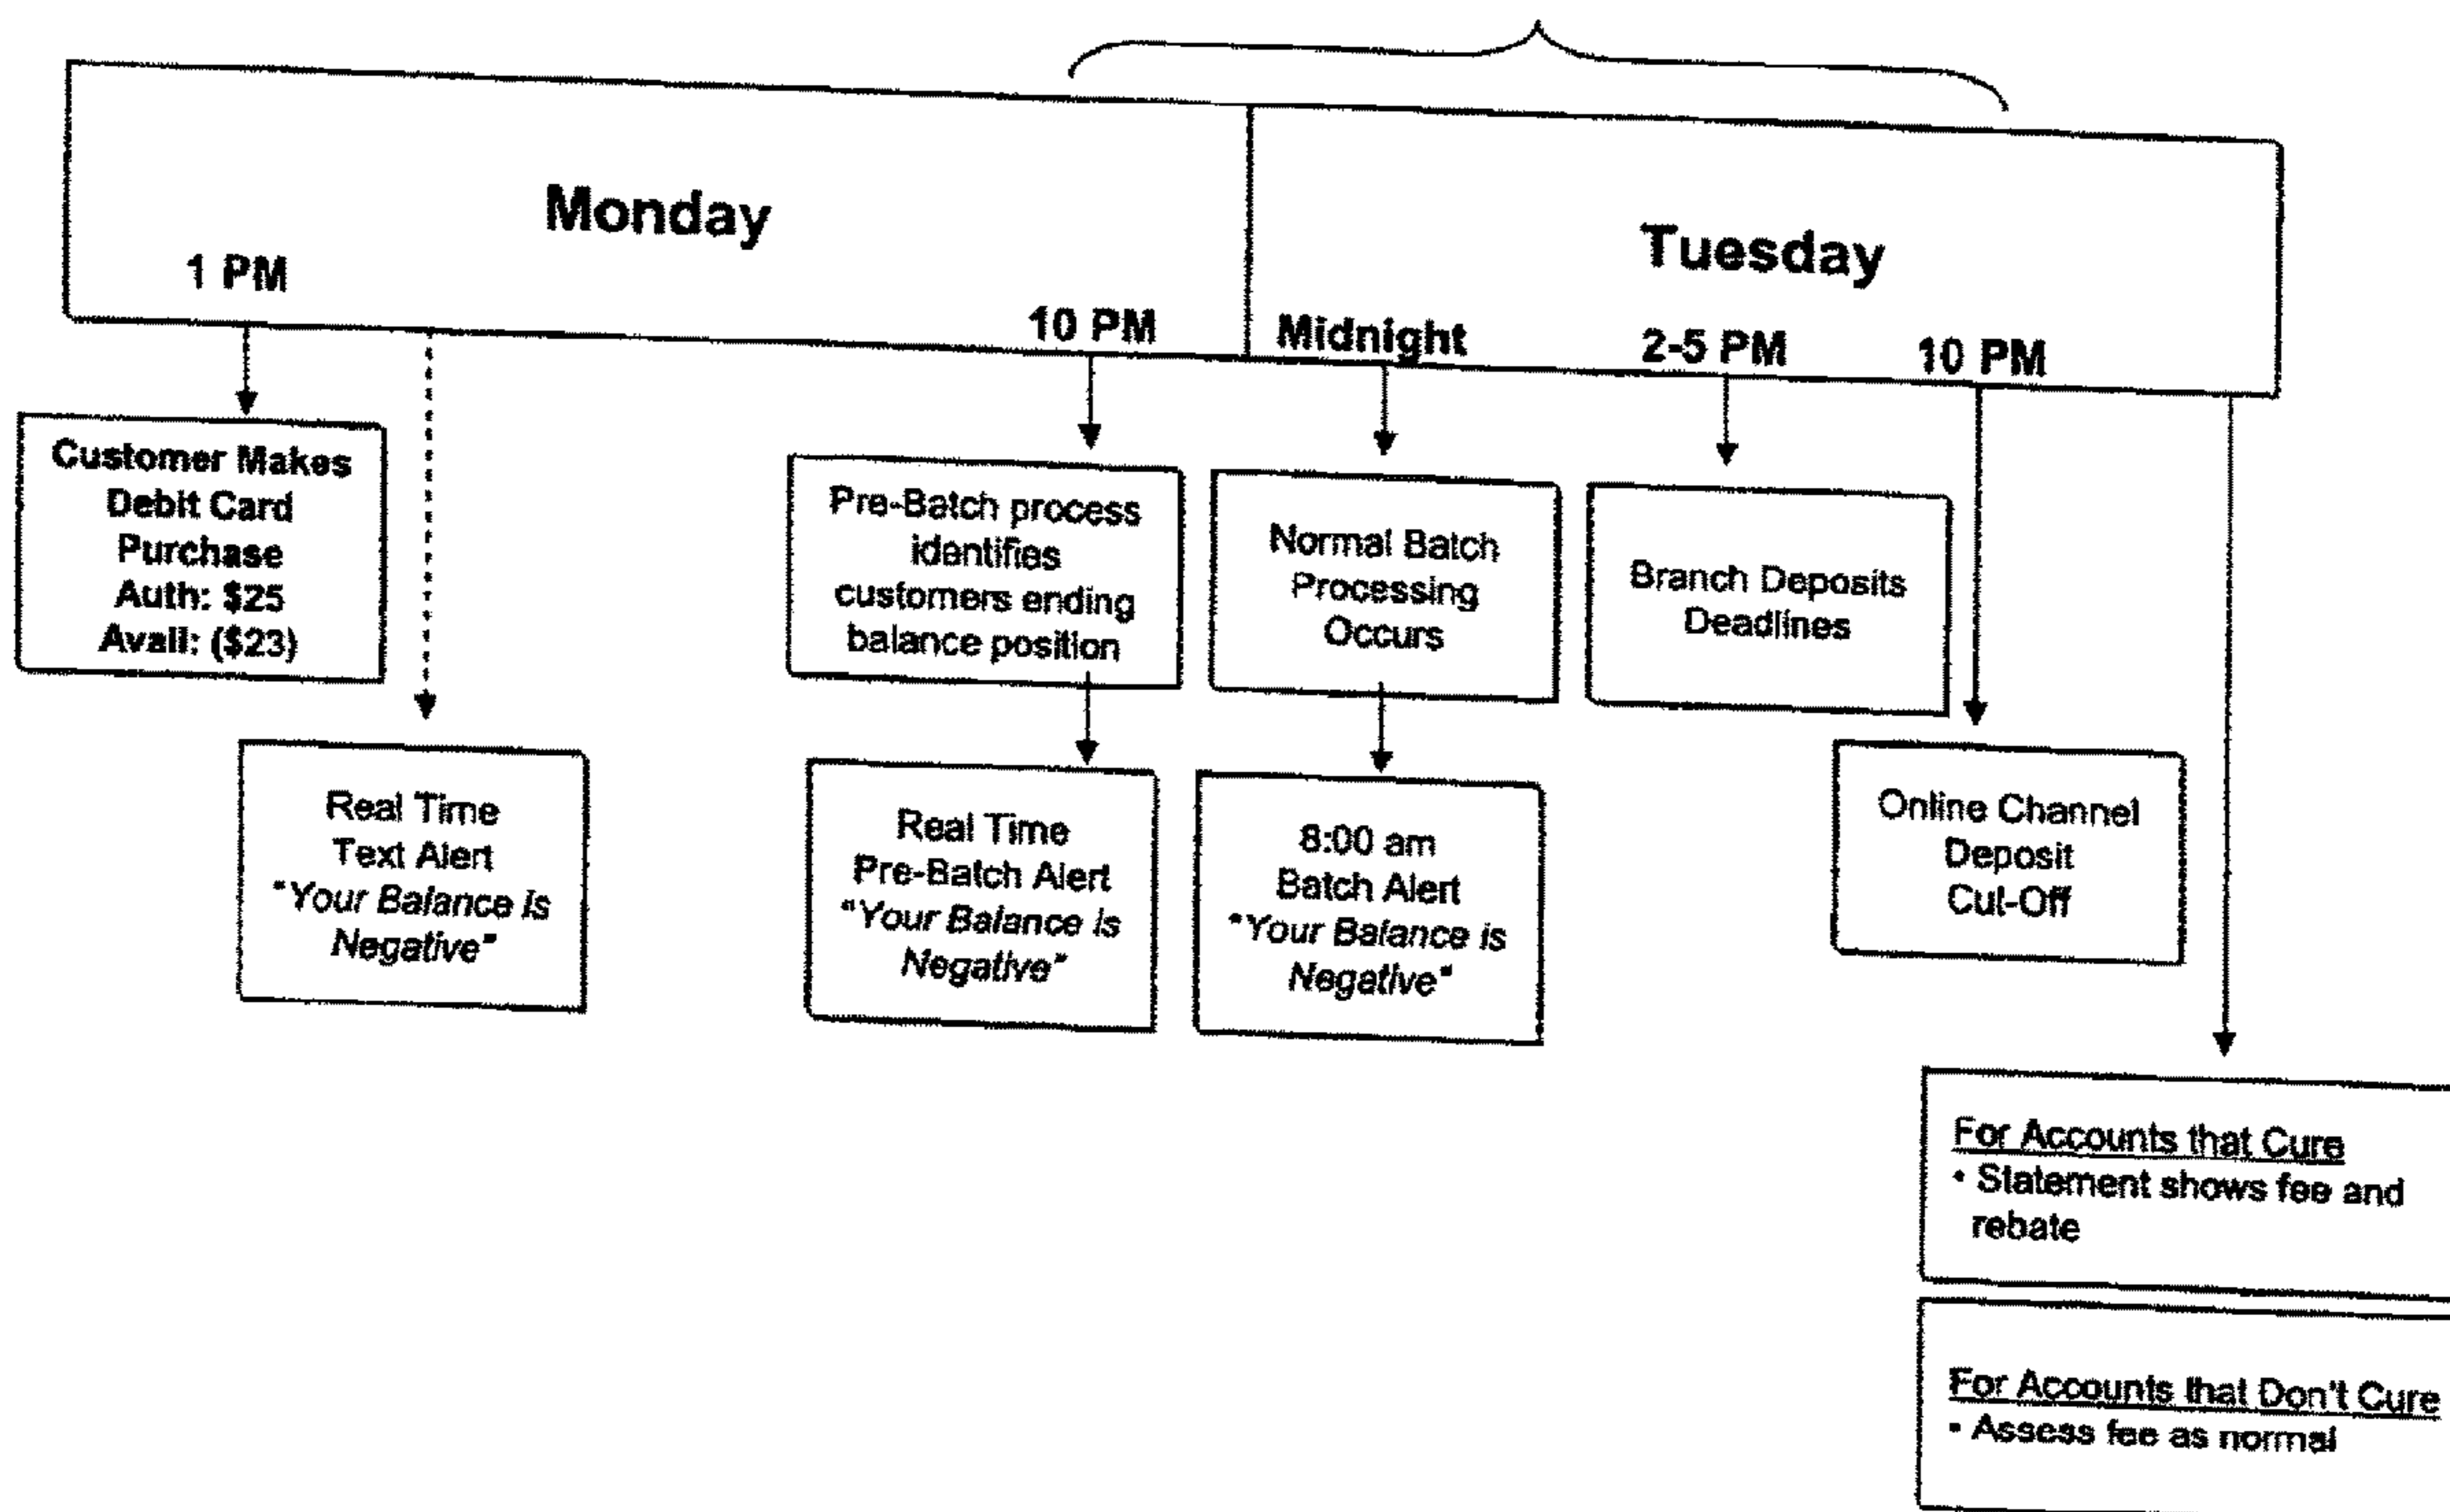 Monday
Tuesday
1 PM
10 PM
Midnight
2-5 PM
10 PM
Customer Makes
Debit Card
Purchase
Auth: $25
Avail: ($23)
Real Time
Text Alert
"Your Balance is
Negative"
Pre-Batch process
identifies
customers ending
balance position
Real Time
Pre-Batch Alert
"Your Balance is
Negative"
Normal Batch
Processing
Occurs
8:00 am
Batch Alert
"Your Balance is
Negative"
Branch Deposits
Deadlines
Online Channel
Deposit
Cut-Off
For Accounts that Cure
• Statement shows fee and
rebate
For Accounts that Don't Cure
• Assess fee as normal